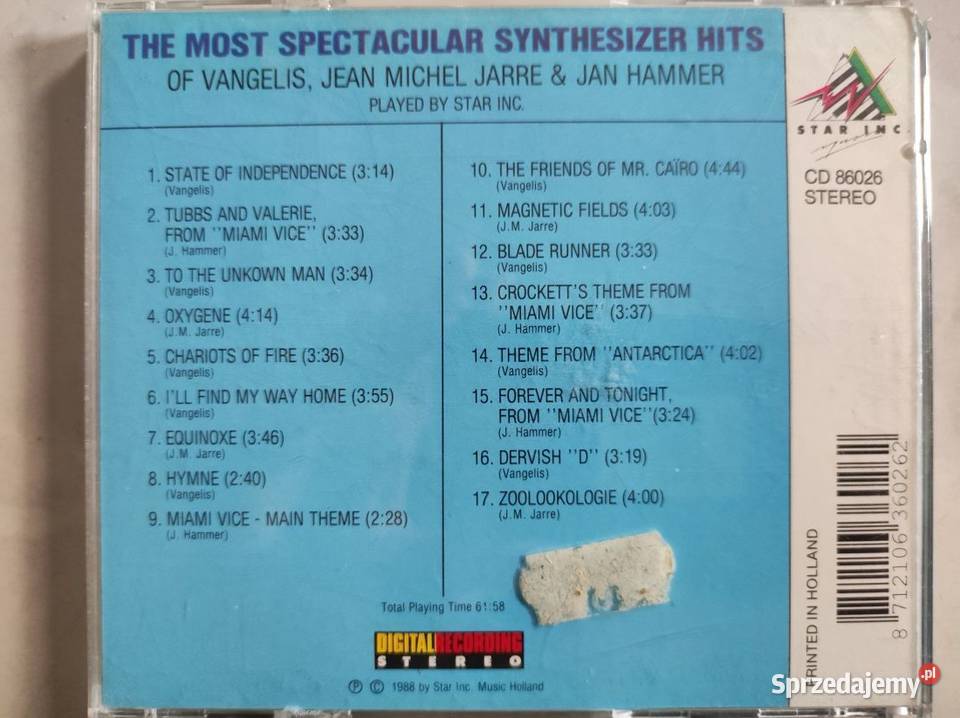 THE MOST SPECTACULAR SYNTHESIZER HITS
OF VANGELIS, JEAN MICHEL JARRE & JAN HAMMER
PLAYED BY STAR INC.
1. STATE OF INDEPENDENCE (3:14)
(Vangelis)
2. TUBBS AND VALERIE,
FROM ''MIAMI VICE'' (3:33)
(J. Hammer)
3. TO THE UNKOWN MAN (3:34)
(Vangelis)
4. OXYGENE (4:14)
(J.M. Jarre)
5. CHARIOTS OF FIRE (3:36)
(Vangelis)
6. I'LL FIND MY WAY HOME (3:55)
(Vangelis)
7. EQUINOXE (3:46)
(J.M. Jarre)
8. HYMNE (2:40)
(Vangelis)
9. MIAMI VICE - MAIN THEME (2:28)
(J. Hammer)
10. THE FRIENDS OF MR. CAÏRO (4:44)
(Vangelis)
11. MAGNETIC FIELDS (4:03)
(J.M. Jarre)
12. BLADE RUNNER (3:33)
(Vangelis)
13. CROCKETT'S THEME FROM
''MIAMI VICE'' (3:37)
(J. Hammer)
14. THEME FROM ''ANTARCTICA'' (4:02)
(Vangelis)
15. FOREVER AND TONIGHT,
FROM ''MIAMI VICE''(3:24)
(J. Hammer)
16. DERVISH ''D'' (3:19)
(Vangelis)
17. ZOOLOOKOLOGIE (4:00)
(J.M. Jarre)
Total Playing Time 61:58
DIGITAL RECORDING
STEREO
℗ © 1988 by Star Inc. Music Holland
STAR INC.
CD 86026
STEREO
PRINTED IN HOLLAND
8 712106 360262
Sprzedajemy.pl